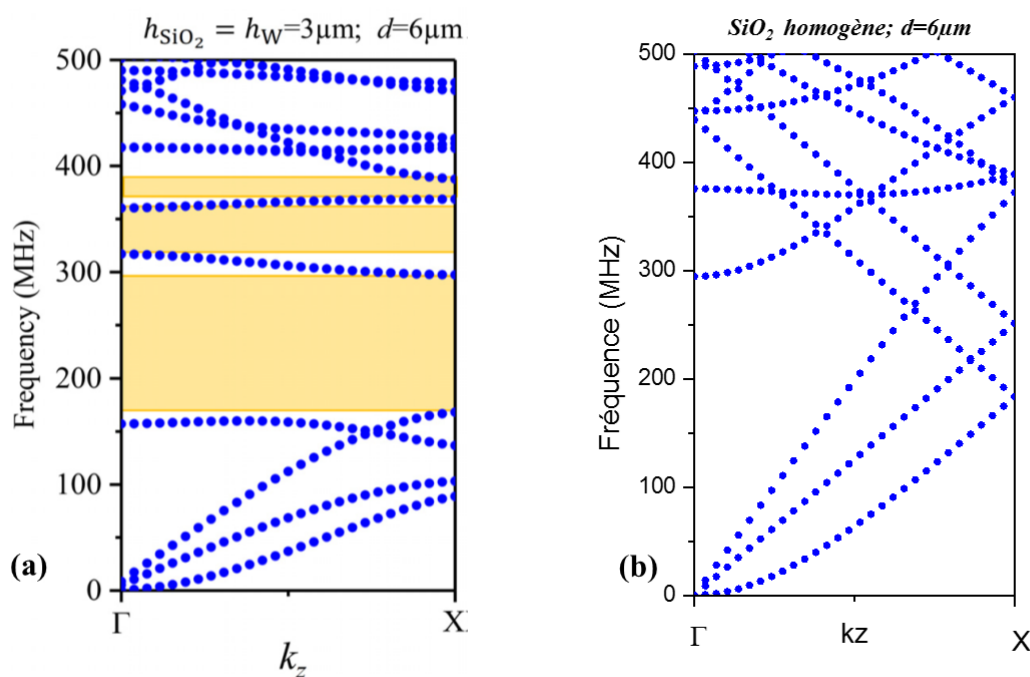 h_SiO₂ = h_W=3µm; d=6µm
Frequency (MHz)
500
400
300
200
100
0
Γ
X
k_z
(a)
SiO₂ homogène; d=6µm
Fréquence (MHz)
500
400
300
200
100
0
Γ
kz
X
(b)